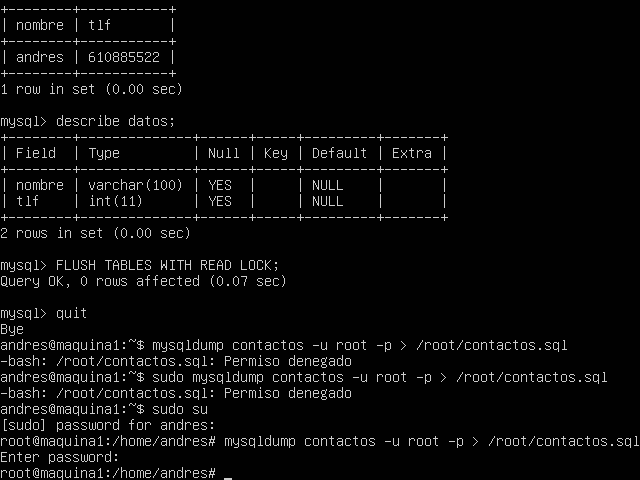 +--------+-----------+
| nombre | tlf       |
+--------+-----------+
| andres | 610885522 |
+--------+-----------+
1 row in set (0.00 sec)

mysql> describe datos;
+--------+--------------+------+-----+---------+-------+
| Field  | Type         | Null | Key | Default | Extra |
+--------+--------------+------+-----+---------+-------+
| nombre | varchar(100) | YES  |     | NULL    |       |
| tlf    | int(11)      | YES  |     | NULL    |       |
+--------+--------------+------+-----+---------+-------+
2 rows in set (0.00 sec)

mysql> FLUSH TABLES WITH READ LOCK;
Query OK, 0 rows affected (0.07 sec)

mysql> quit
Bye
andres@maquina1:~$ mysqldump contactos -u root -p > /root/contactos.sql
-bash: /root/contactos.sql: Permiso denegado
andres@maquina1:~$ sudo mysqldump contactos -u root -p > /root/contactos.sql
-bash: /root/contactos.sql: Permiso denegado
andres@maquina1:~$ sudo su
[sudo] password for andres:
root@maquina1:/home/andres# mysqldump contactos -u root -p > /root/contactos.sql
Enter password:
root@maquina1:/home/andres# _